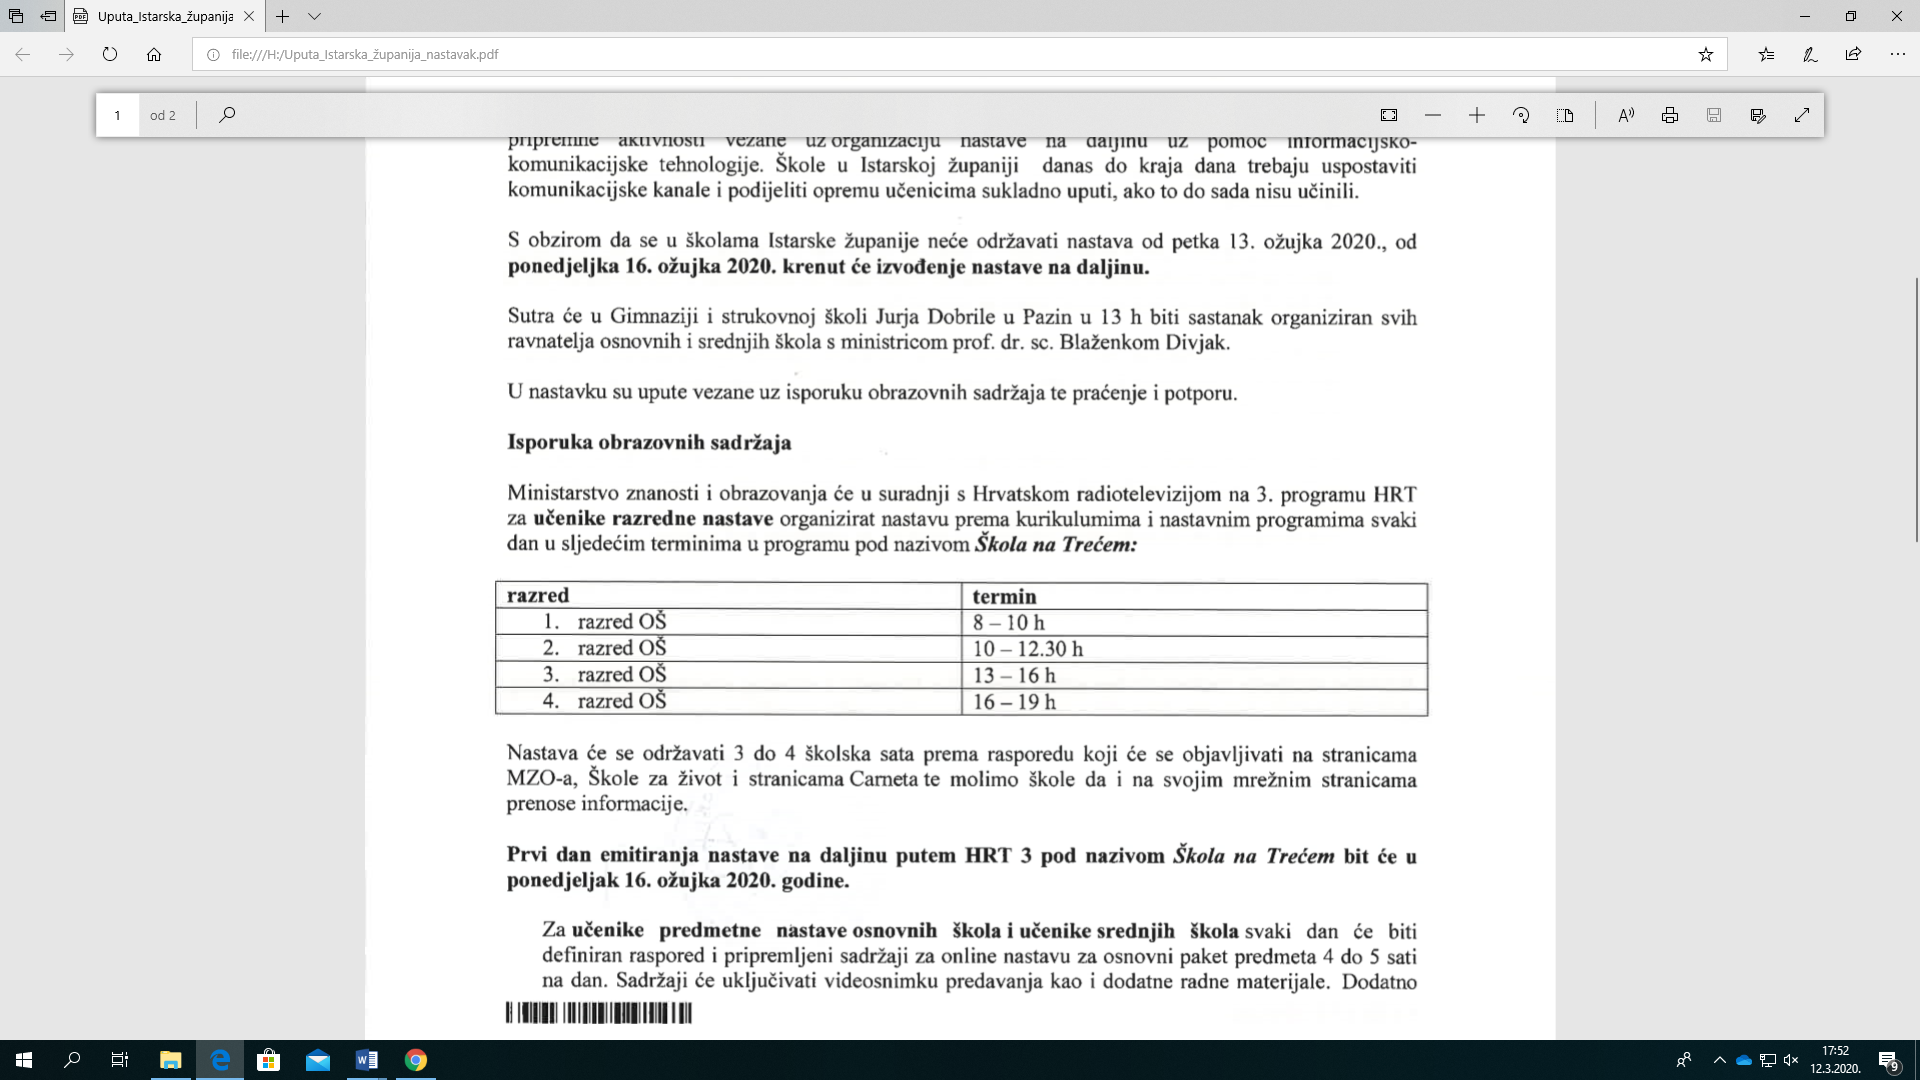 Uputa_Istarska_županija
file:///H:/Uputa_Istarska_županija_nastavak.pdf
1 od 2
pripremne aktivnosti vezane uz organizaciju nastave na daljinu uz pomoć informacijsko-
komunikacijske tehnologije. Škole u Istarskoj županiji danas do kraja dana trebaju uspostaviti
komunikacijske kanale i podijeliti opremu učenicima sukladno uputi, ako to do sada nisu učinili.
S obzirom da se u školama Istarske županije neće održavati nastava od petka 13. ožujka 2020., od
ponedjeljka 16. ožujka 2020. krenut će izvođenje nastave na daljinu.
Sutra će u Gimnaziji i strukovnoj školi Jurja Dobrile u Pazin u 13 h biti sastanak organiziran svih
ravnatelja osnovnih i srednjih škola s ministricom prof. dr. sc. Blaženkom Divjak.
U nastavku su upute vezane uz isporuku obrazovnih sadržaja te praćenje i potporu.
Isporuka obrazovnih sadržaja
Ministarstvo znanosti i obrazovanja će u suradnji s Hrvatskom radiotelevizijom na 3. programu HRT
za učenike razredne nastave organizirat nastavu prema kurikulumima i nastavnim programima svaki
dan u sljedećim terminima u programu pod nazivom Škola na Trećem:
razred termin
1. razred OŠ 8 – 10 h
2. razred OŠ 10 – 12.30 h
3. razred OŠ 13 – 16 h
4. razred OŠ 16 – 19 h
Nastava će se održavati 3 do 4 školska sata prema rasporedu koji će se objavljivati na stranicama
MZO-a, Škole za život i stranicama Carneta te molimo škole da i na svojim mrežnim stranicama
prenose informacije.
Prvi dan emitiranja nastave na daljinu putem HRT 3 pod nazivom Škola na Trećem bit će u
ponedjeljak 16. ožujka 2020. godine.
Za učenike predmetne nastave osnovnih škola i učenike srednjih škola svaki dan će biti
definiran raspored i pripremljeni sadržaji za online nastavu za osnovni paket predmeta 4 do 5 sati
na dan. Sadržaji će uključivati videosnimku predavanja kao i dodatne radne materijale. Dodatno
17:52
12.3.2020.
9